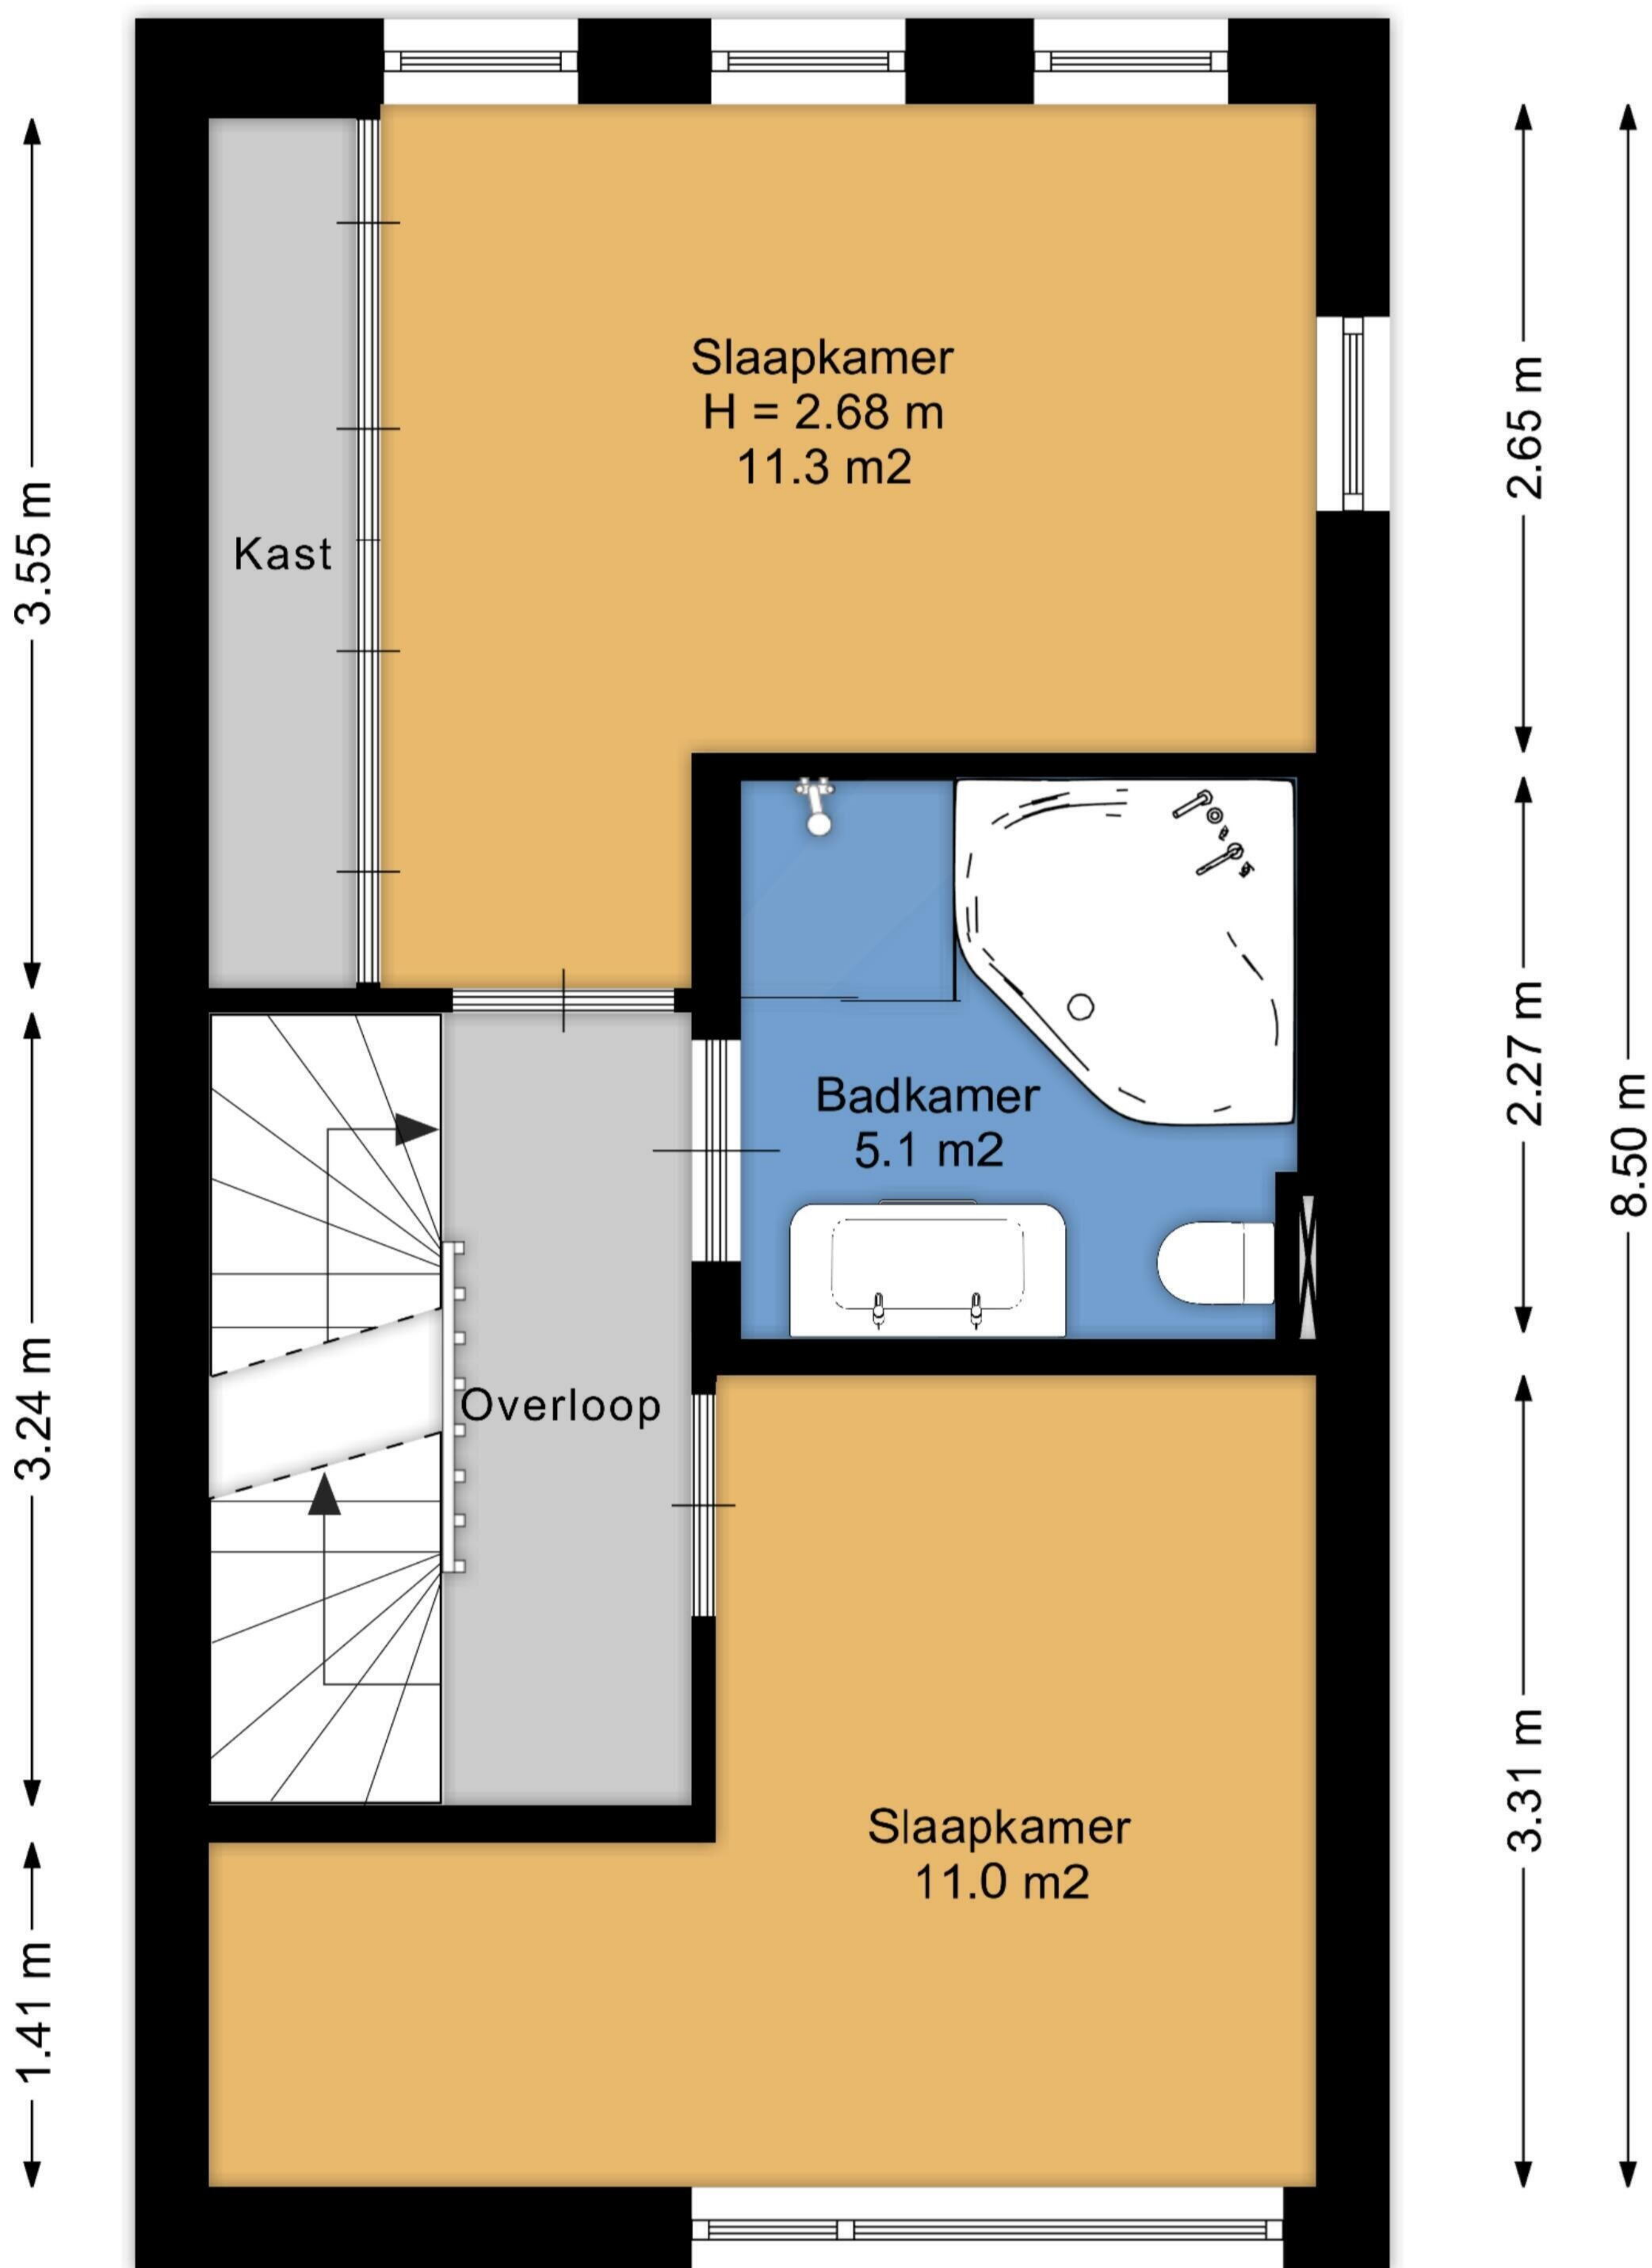 Slaapkamer
H = 2.68 m
11.3 m2
Kast
3.55 m
2.65 m
Badkamer
5.1 m2
2.27 m
8.50 m
Overloop
3.24 m
Slaapkamer
11.0 m2
3.31 m
1.41 m